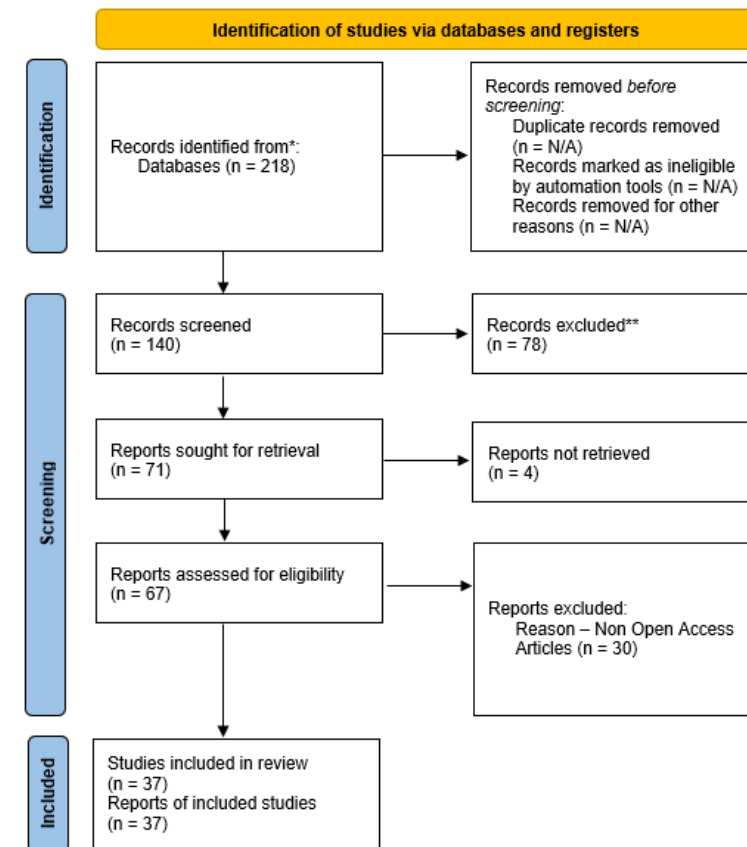 Identification of studies via databases and registers
Identification
Records identified from*:
Databases (n = 218)
Records removed before
screening:
Duplicate records removed
(n = N/A)
Records marked as ineligible
by automation tools (n = N/A)
Records removed for other
reasons (n = N/A)
Screening
Records screened
(n = 140)
Records excluded**
(n = 78)
Reports sought for retrieval
(n = 71)
Reports not retrieved
(n = 4)
Reports assessed for eligibility
(n = 67)
Reports excluded:
Reason – Non Open Access
Articles (n = 30)
Included
Studies included in review
(n = 37)
Reports of included studies
(n = 37)